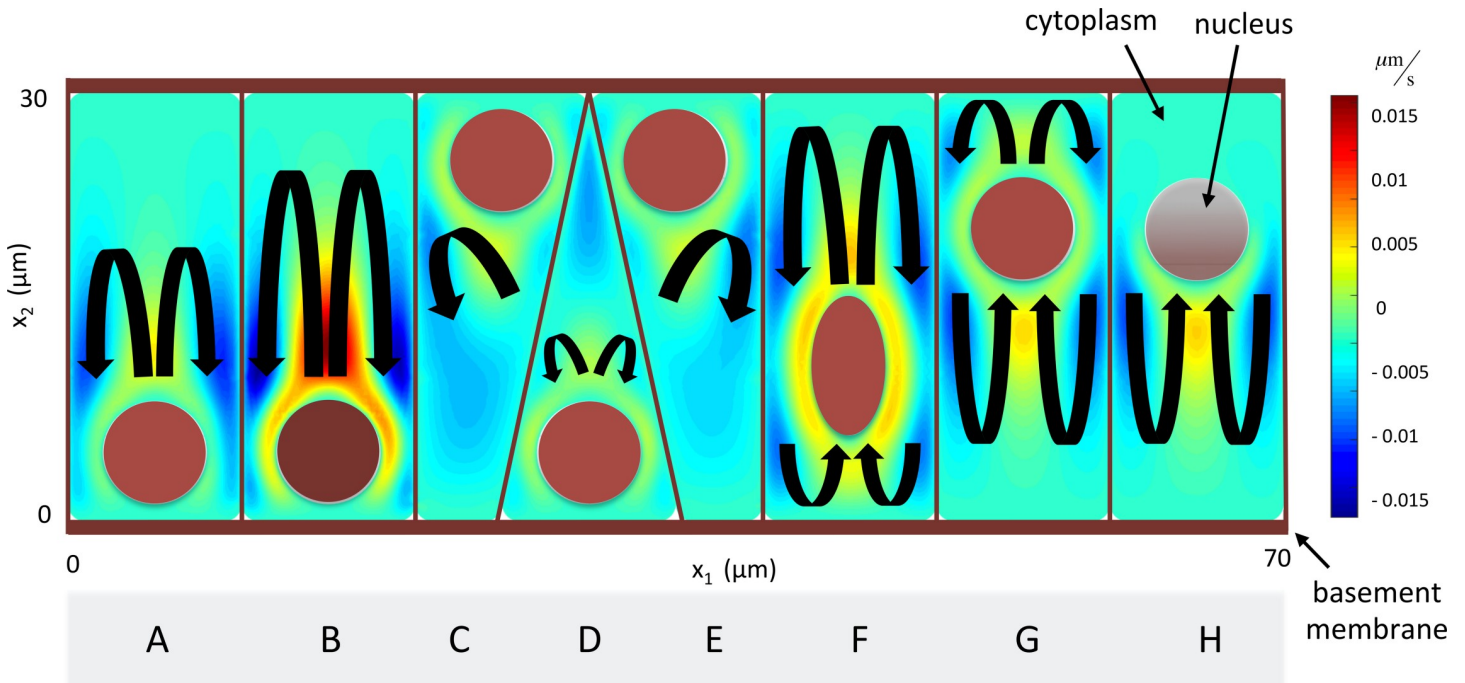 cytoplasm
nucleus
μm/s
30
x₂ (μm)
0
0.015
0.01
0.005
0
- 0.005
- 0.01
- 0.015
0
x₁ (μm)
70
basement
membrane
A B C D E F G H